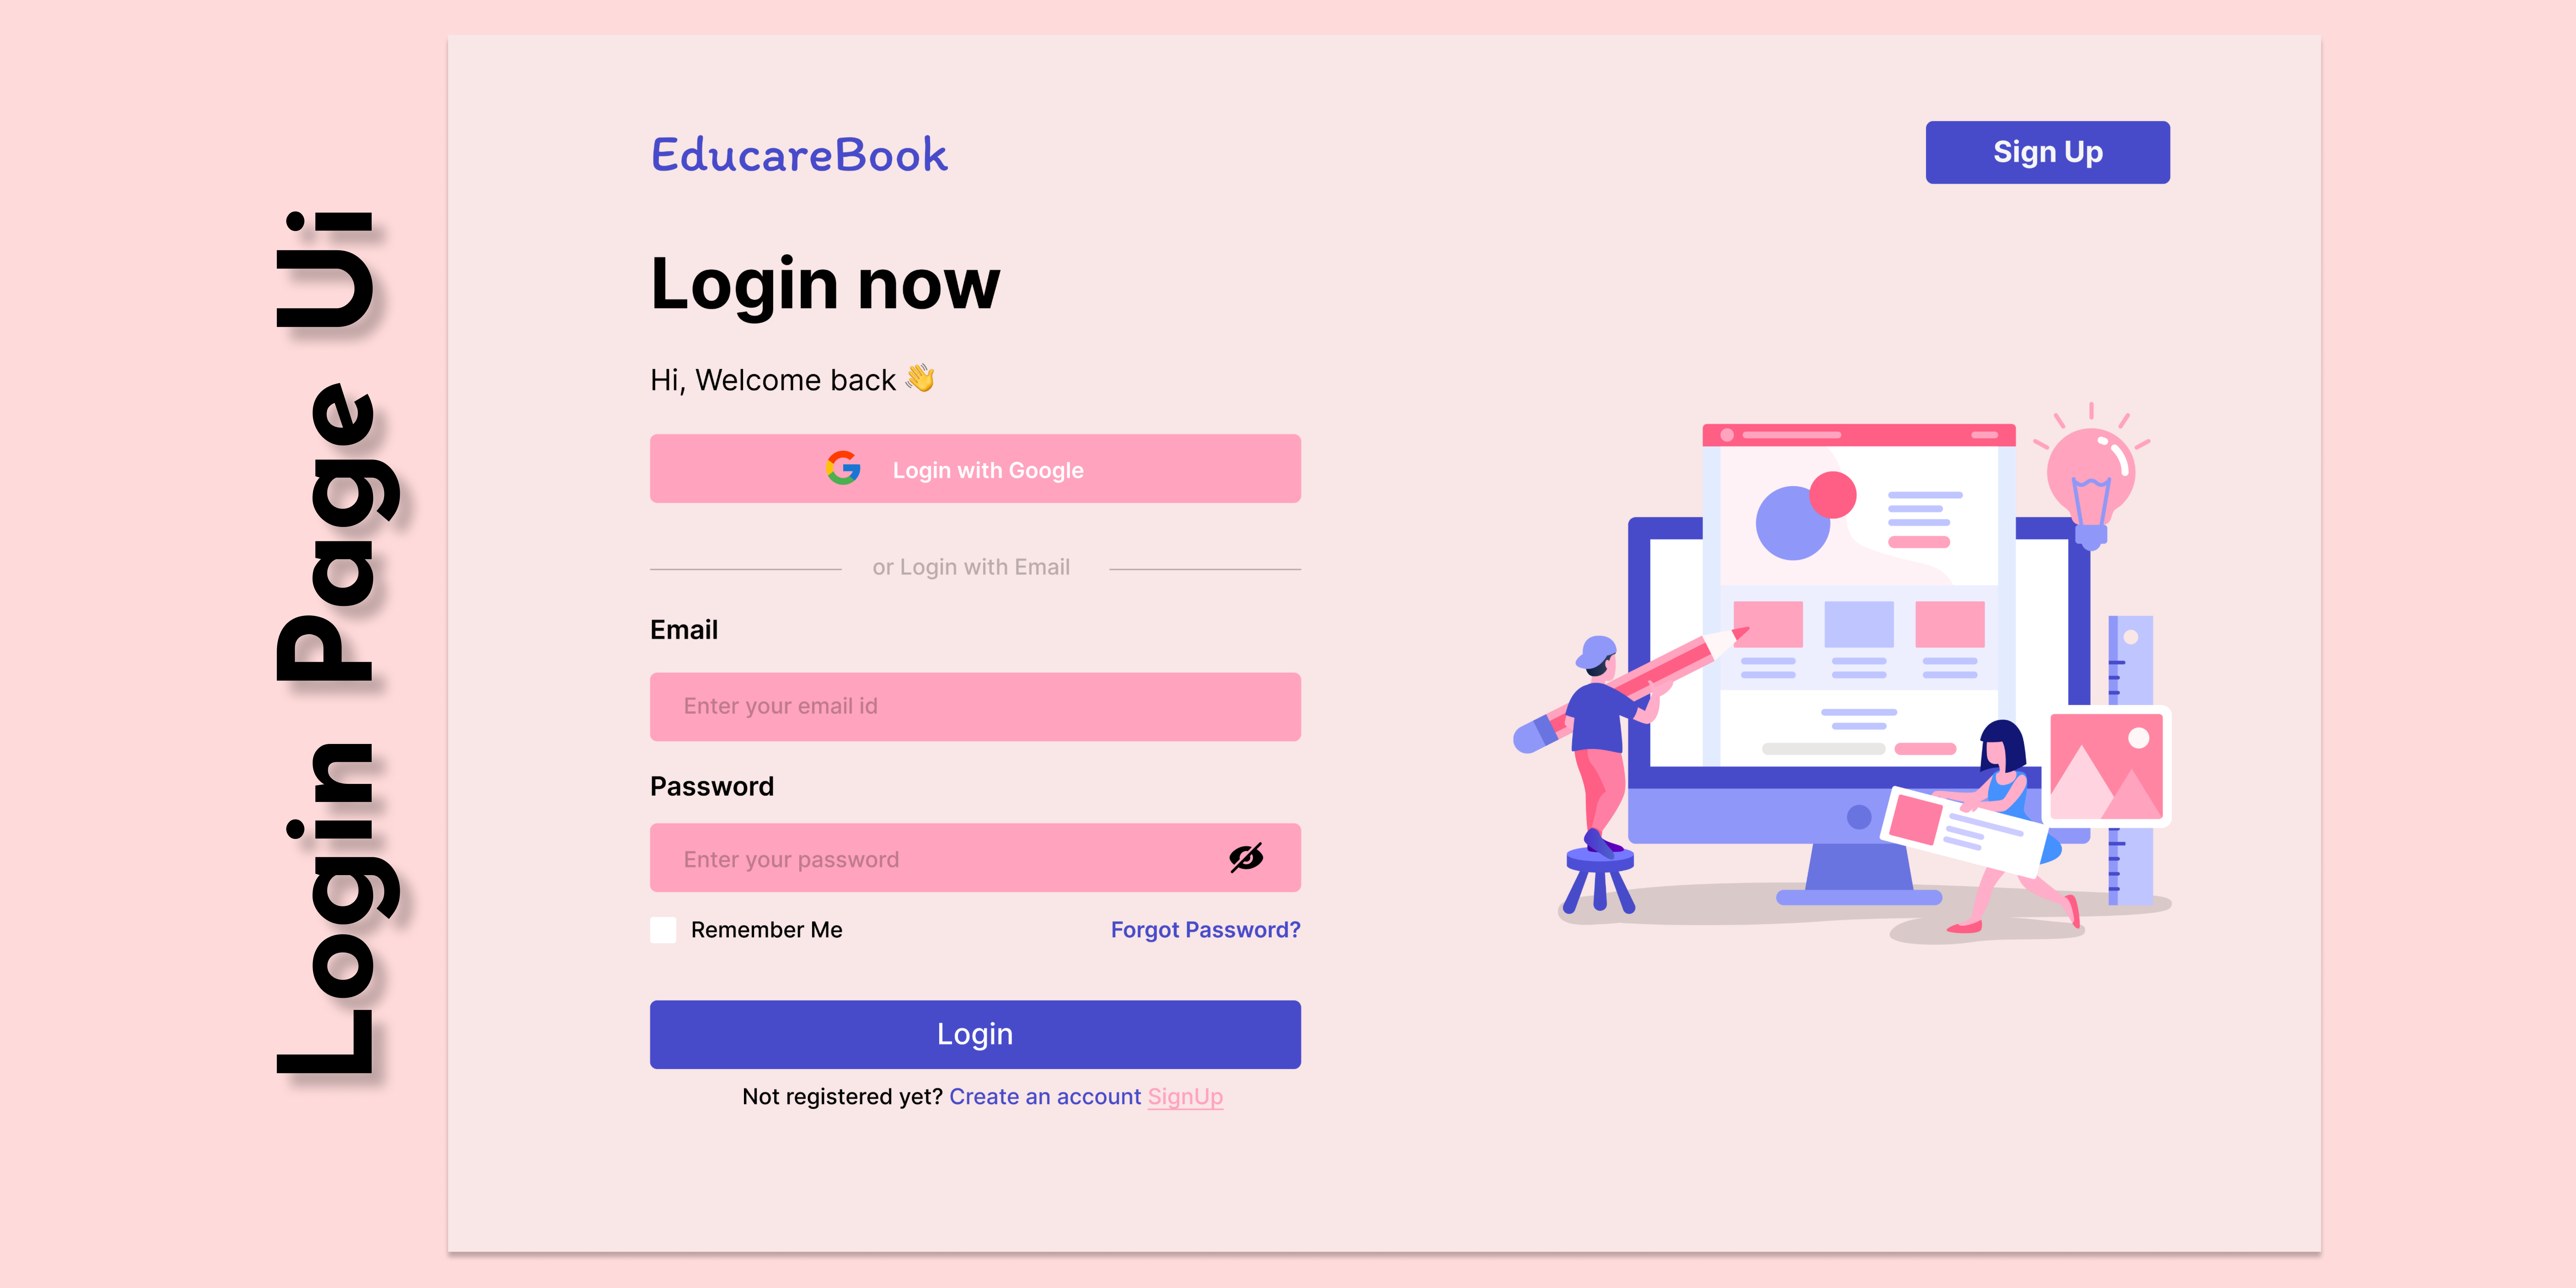 Login Page Ui
EducareBook
Sign Up
Login now
Hi, Welcome back 👋
Login with Google
or Login with Email
Email
Enter your email id
Password
Enter your password
Remember Me
Forgot Password?
Login
Not registered yet? Create an account SignUp